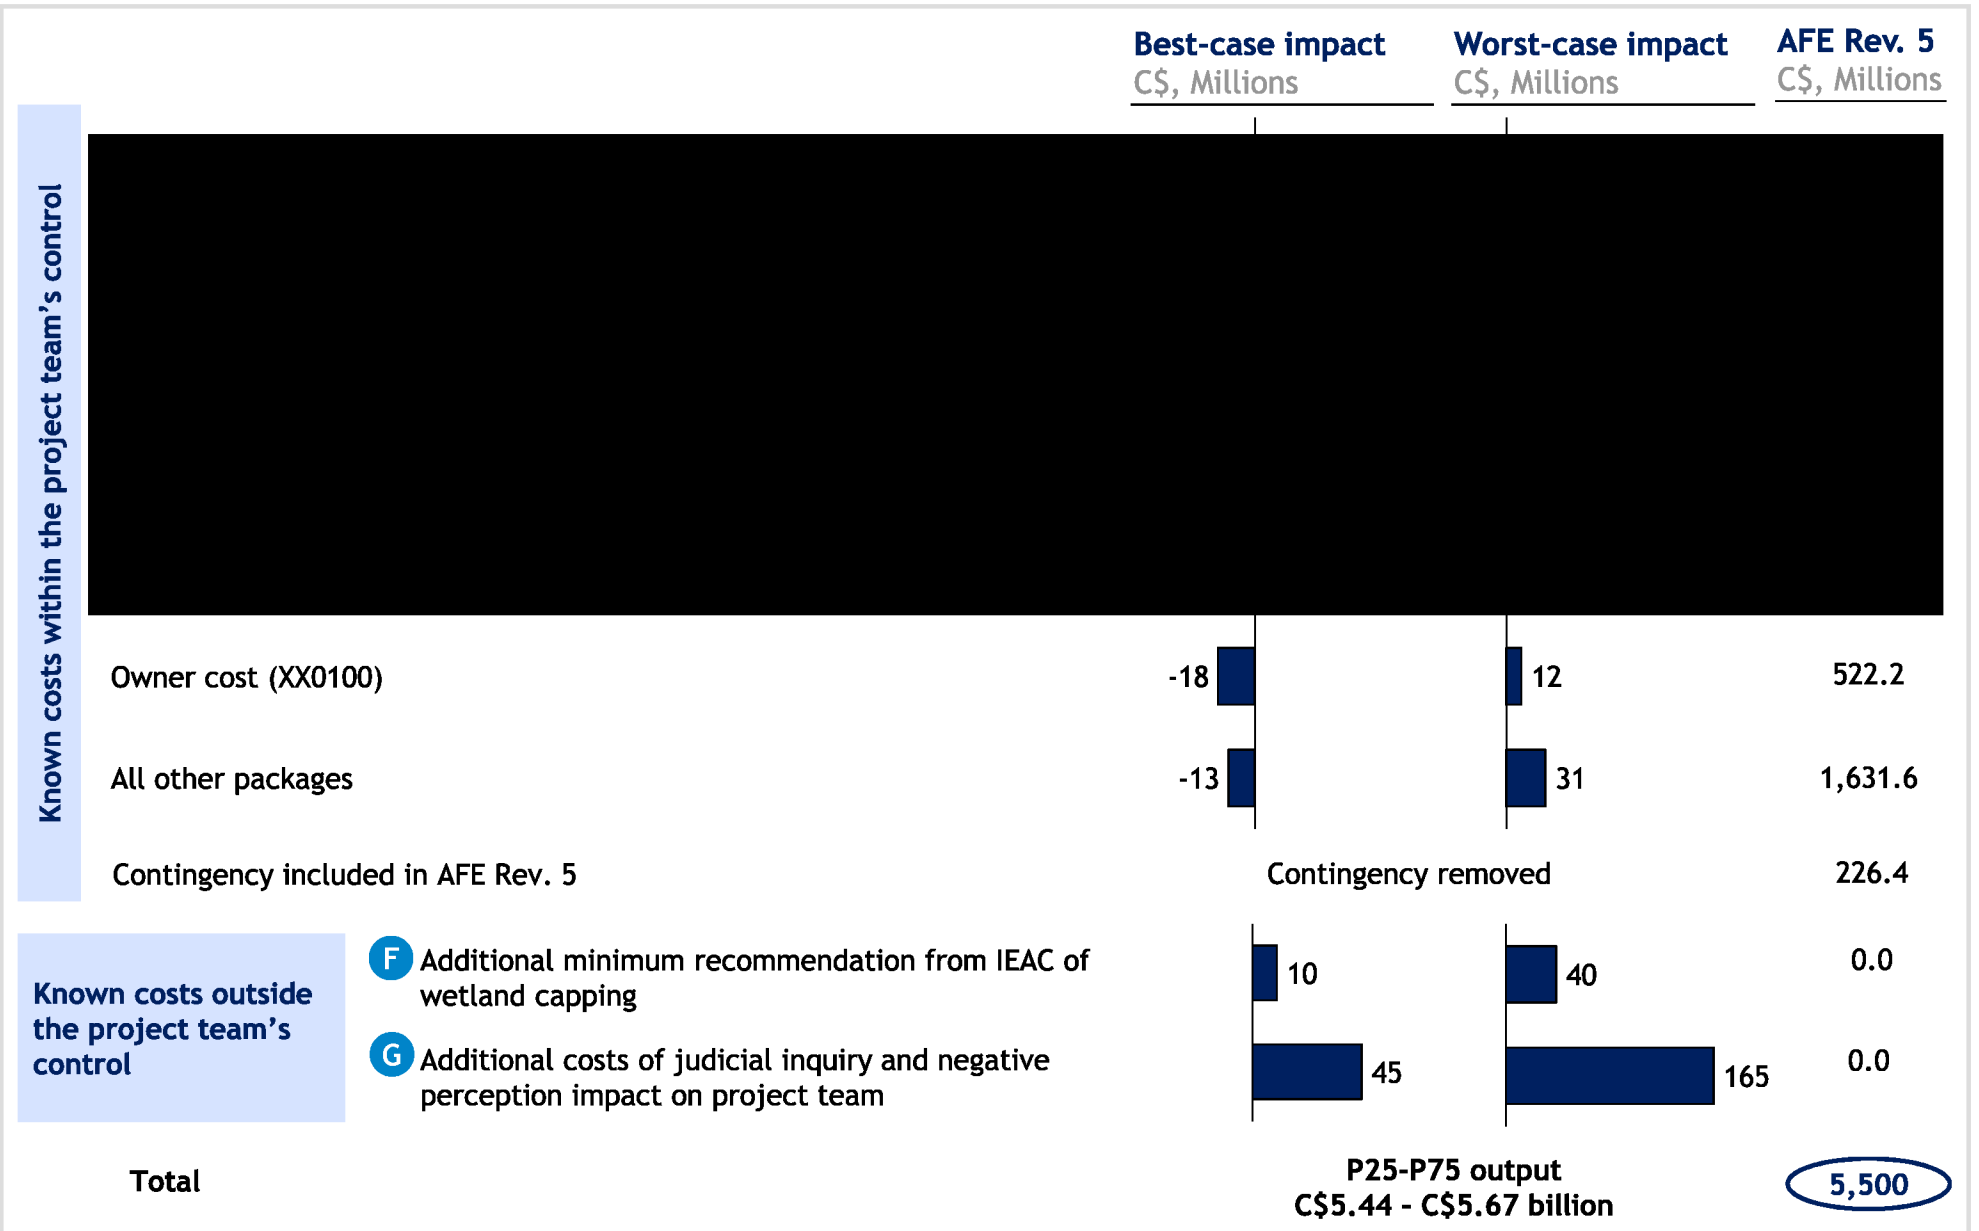 Best-case impact
C$, Millions
Worst-case impact
C$, Millions
AFE Rev. 5
C$, Millions
Known costs within the project team's control
Owner cost (XX0100)
-18
12
522.2
All other packages
-13
31
1,631.6
Contingency included in AFE Rev. 5
Contingency removed
226.4
Known costs outside
the project team's
control
F
Additional minimum recommendation from IEAC of
wetland capping
10
40
0.0
G
Additional costs of judicial inquiry and negative
perception impact on project team
45
165
0.0
Total
P25-P75 output
C$5.44 - C$5.67 billion
5,500